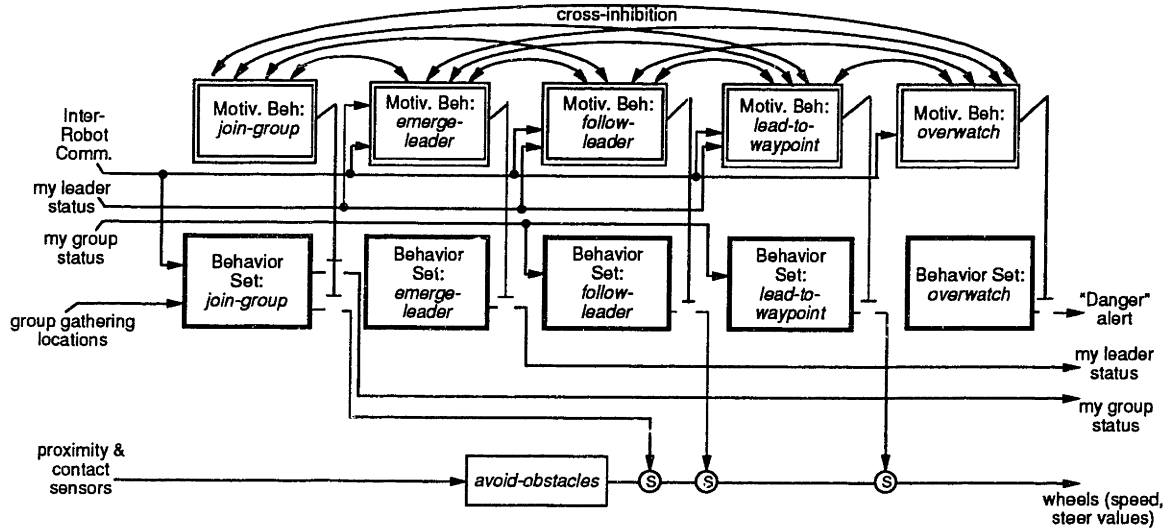 cross-inhibition
Motiv. Beh:
join-group
Motiv. Beh:
emerge-
leader
Motiv. Beh:
follow-
leader
Motiv. Beh:
lead-to-
waypoint
Motiv. Beh:
overwatch
Inter-
Robot
Comm.
my leader
status
my group
status
Behavior
Set:
join-group
Behavior
Set:
emerge-
leader
Behavior
Set:
follow-
leader
Behavior
Set:
lead-to-
waypoint
Behavior Set:
overwatch
group gathering
locations
"Danger"
alert
my leader
status
my group
status
proximity &
contact
sensors
avoid-obstacles
S
S
S
wheels (speed,
steer values)